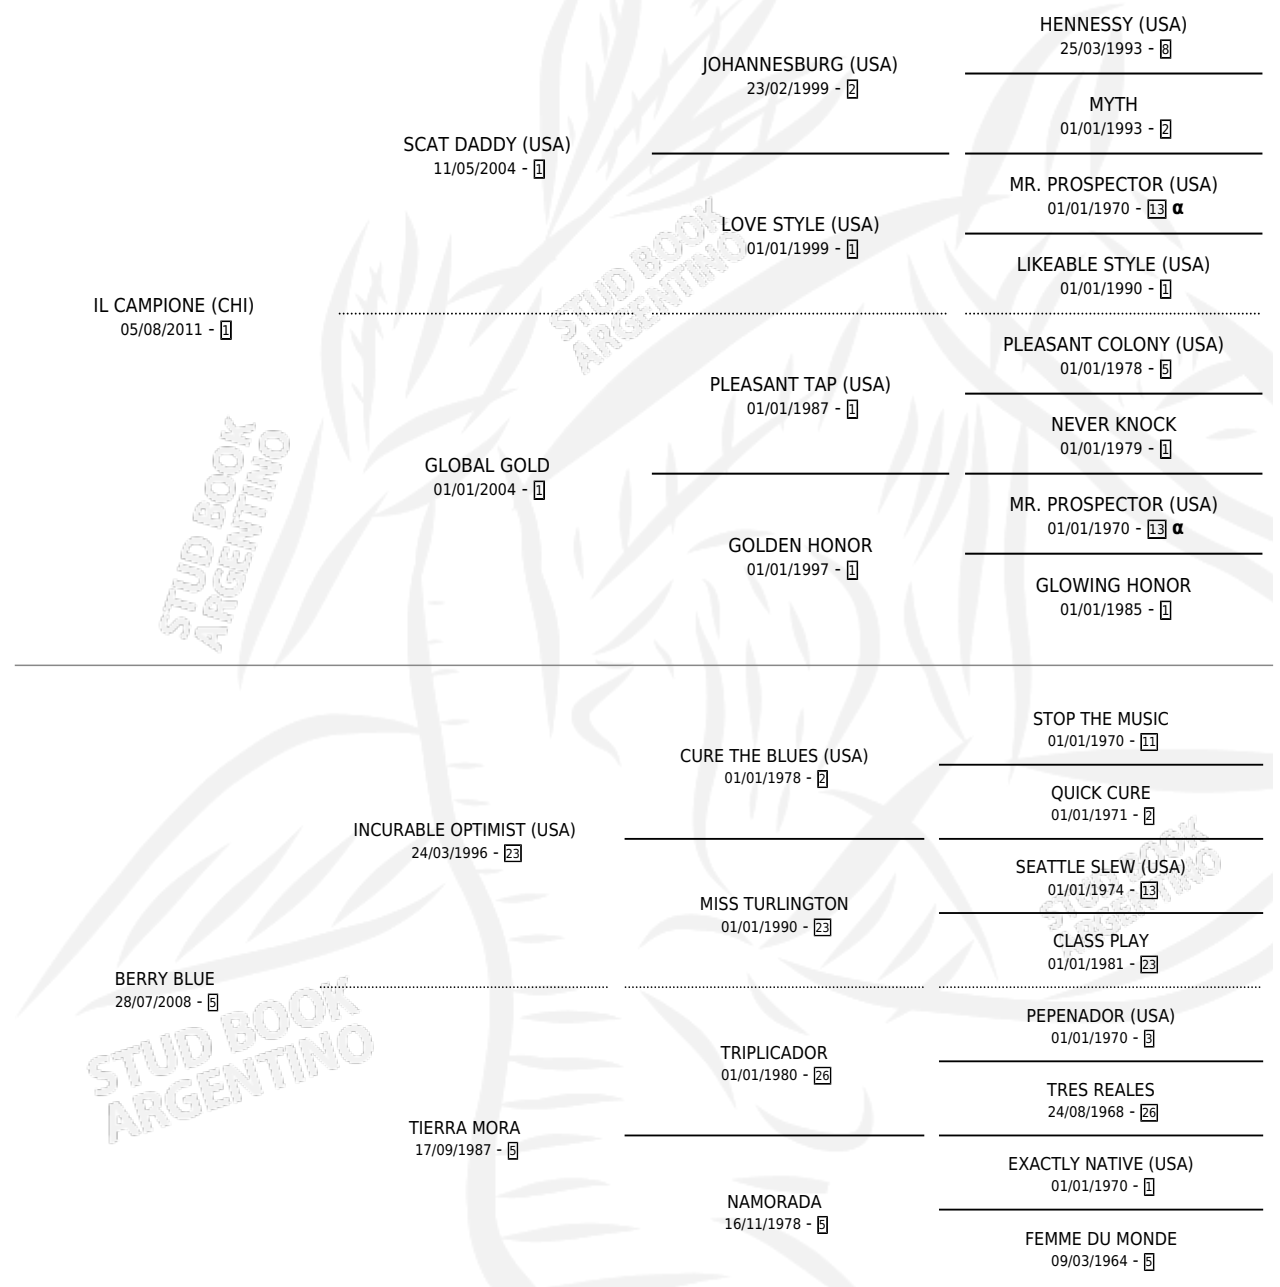 HENNESSY (USA)
25/03/1993 - 8
JOHANNESBURG (USA)
23/02/1999 - 2
MYTH
01/01/1993 - 2
SCAT DADDY (USA)
11/05/2004 - 1
MR. PROSPECTOR (USA)
01/01/1970 - 13 α
LOVE STYLE (USA)
01/01/1999 - 1
LIKEABLE STYLE (USA)
01/01/1990 - 1
IL CAMPIONE (CHI)
05/08/2011 - 1
PLEASANT COLONY (USA)
01/01/1978 - 5
PLEASANT TAP (USA)
01/01/1987 - 1
NEVER KNOCK
01/01/1979 - 1
GLOBAL GOLD
01/01/2004 - 1
MR. PROSPECTOR (USA)
01/01/1970 - 13 α
GOLDEN HONOR
01/01/1997 - 1
GLOWING HONOR
01/01/1985 - 1
STOP THE MUSIC
01/01/1970 - 11
CURE THE BLUES (USA)
01/01/1978 - 2
QUICK CURE
01/01/1971 - 2
INCURABLE OPTIMIST (USA)
24/03/1996 - 23
SEATTLE SLEW (USA)
01/01/1974 - 13
MISS TURLINGTON
01/01/1990 - 23
CLASS PLAY
01/01/1981 - 23
BERRY BLUE
28/07/2008 - 5
PEPENADOR (USA)
01/01/1970 - 3
TRIPLICADOR
01/01/1980 - 26
TRES REALES
24/08/1968 - 26
TIERRA MORA
17/09/1987 - 5
EXACTLY NATIVE (USA)
01/01/1970 - 1
NAMORADA
16/11/1978 - 5
FEMME DU MONDE
09/03/1964 - 5
STUD BOOK
ARGENTINO
STUD BOOK
ARGENTINO
STUD BOOK
ARGENTINO
STUD BOOK
ARGENTINO